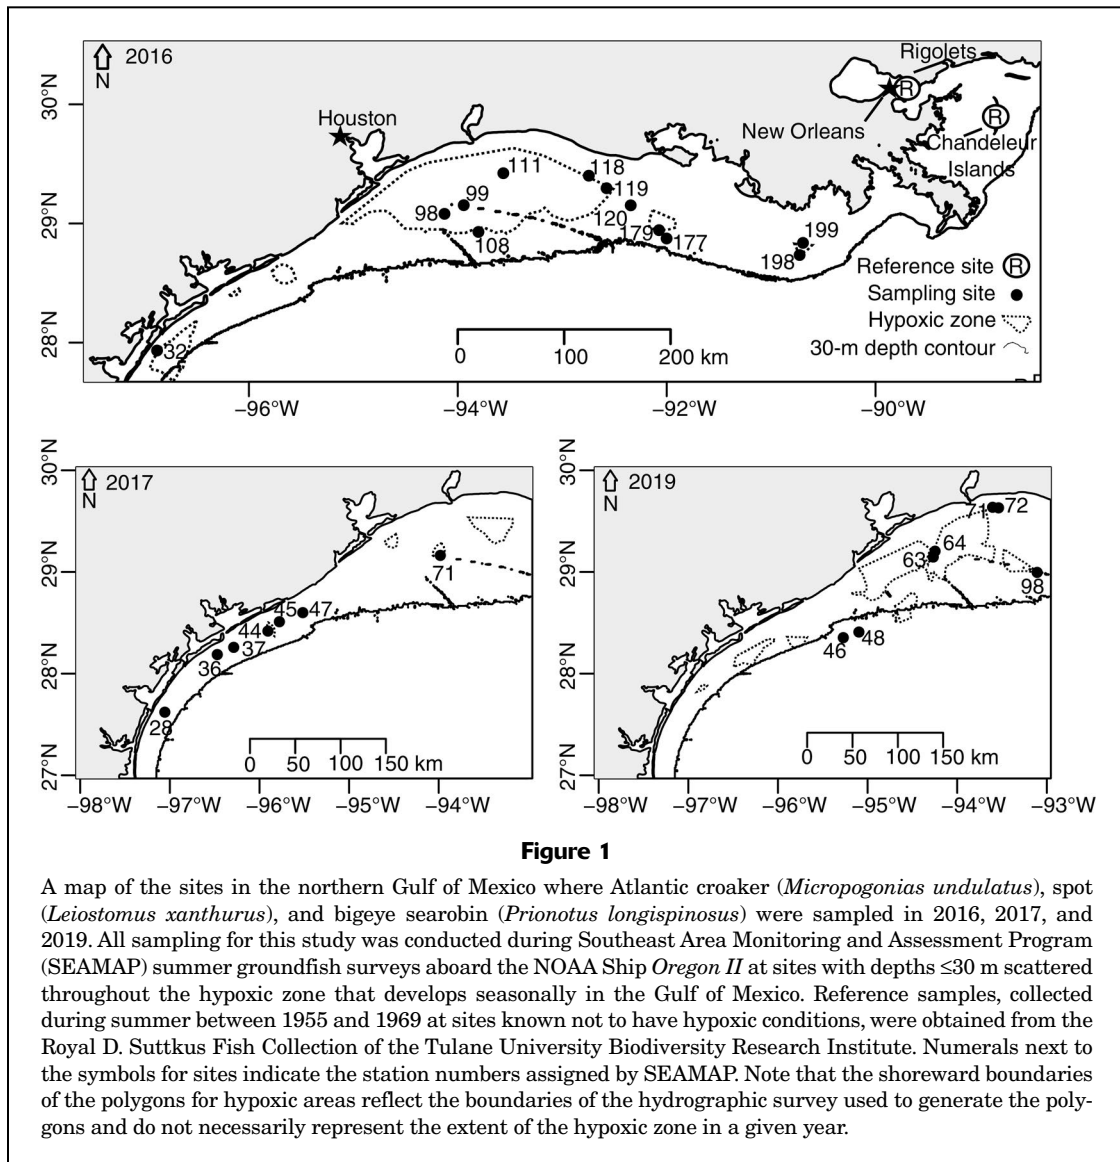 2016
N
Rigolets
R
R
Houston
New Orleans
Chandeleur
Islands
111
118
119
99
98
120
108
179
177
199
198
32
Reference site R
Sampling site
Hypoxic zone
30-m depth contour
0 100 200 km
30°N
29°N
28°N
−96°W −94°W −92°W −90°W
2017
N
71
45 47
44
37
36
28
0 50 100 150 km
30°N
29°N
28°N
27°N
−98°W −97°W −96°W −95°W −94°W
2019
N
71 72
64
63
98
46 48
0 50 100 150 km
30°N
29°N
28°N
27°N
−98°W −97°W −96°W −95°W −94°W −93°W
Figure 1
A map of the sites in the northern Gulf of Mexico where Atlantic croaker (Micropogonias undulatus), spot
(Leiostomus xanthurus), and bigeye searobin (Prionotus longispinosus) were sampled in 2016, 2017, and
2019. All sampling for this study was conducted during Southeast Area Monitoring and Assessment Program
(SEAMAP) summer groundfish surveys aboard the NOAA Ship Oregon II at sites with depths ≤30 m scattered
throughout the hypoxic zone that develops seasonally in the Gulf of Mexico. Reference samples, collected
during summer between 1955 and 1969 at sites known not to have hypoxic conditions, were obtained from the
Royal D. Suttkus Fish Collection of the Tulane University Biodiversity Research Institute. Numerals next to
the symbols for sites indicate the station numbers assigned by SEAMAP. Note that the shoreward boundaries
of the polygons for hypoxic areas reflect the boundaries of the hydrographic survey used to generate the poly-
gons and do not necessarily represent the extent of the hypoxic zone in a given year.